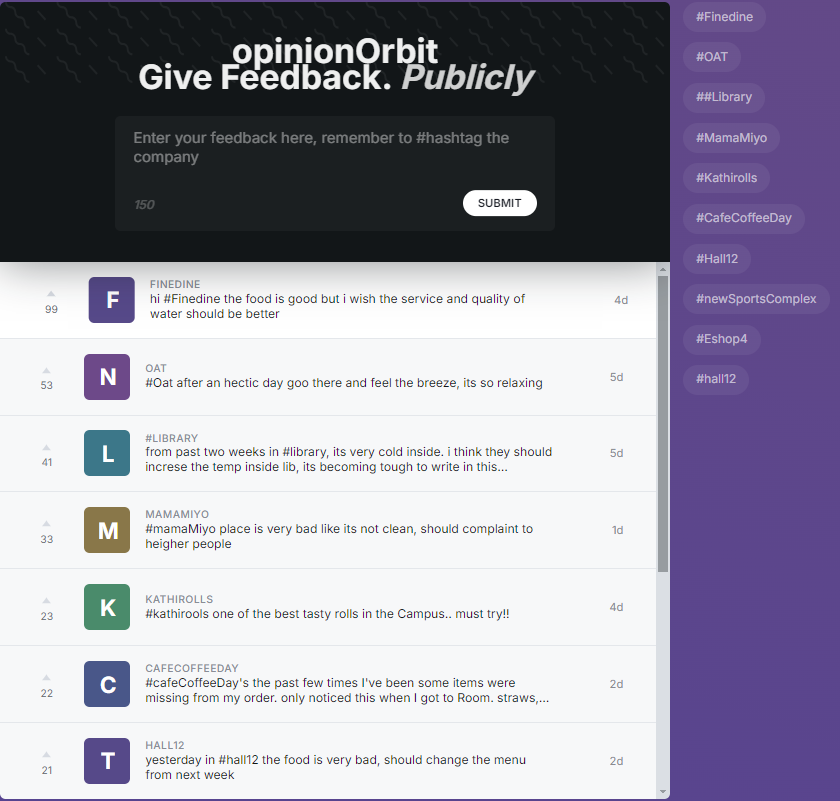 opinionOrbit
Give Feedback. Publicly
Enter your feedback here, remember to #hashtag the
company
150
SUBMIT
99
F
FINEDINE
hi #Finedine the food is good but i wish the service and quality of
water should be better
4d
53
N
OAT
#Oat after an hectic day goo there and feel the breeze, its so relaxing
5d
41
L
#LIBRARY
from past two weeks in #library, its very cold inside. i think they should
increse the temp inside lib, its becoming tough to write in this...
5d
33
M
MAMAMIYO
#mamaMiyo place is very bad like its not clean, should complaint to
heigher people
1d
23
K
KATHIROLLS
#kathirools one of the best tasty rolls in the Campus.. must try!!
4d
22
C
CAFECOFFEEDAY
#cafeCoffeeDay's the past few times I've been some items were
missing from my order. only noticed this when I got to Room. straws,...
2d
21
T
HALL12
yesterday in #hall12 the food is very bad, should change the menu
from next week
2d
#Finedine
#OAT
##Library
#MamaMiyo
#Kathirolls
#CafeCoffeeDay
#Hall12
#newSportsComplex
#Eshop4
#hall12